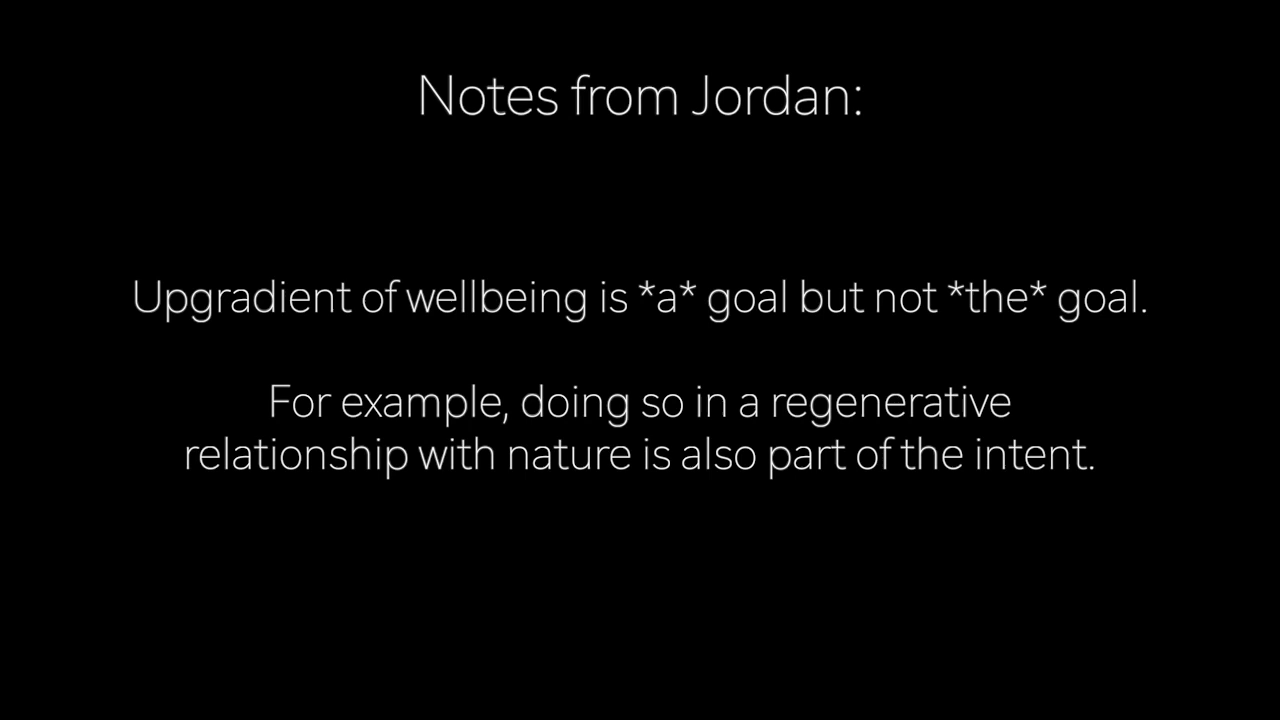 Notes from Jordan:
Upgradient of wellbeing is *a* goal but not *the* goal.
For example, doing so in a regenerative
relationship with nature is also part of the intent.